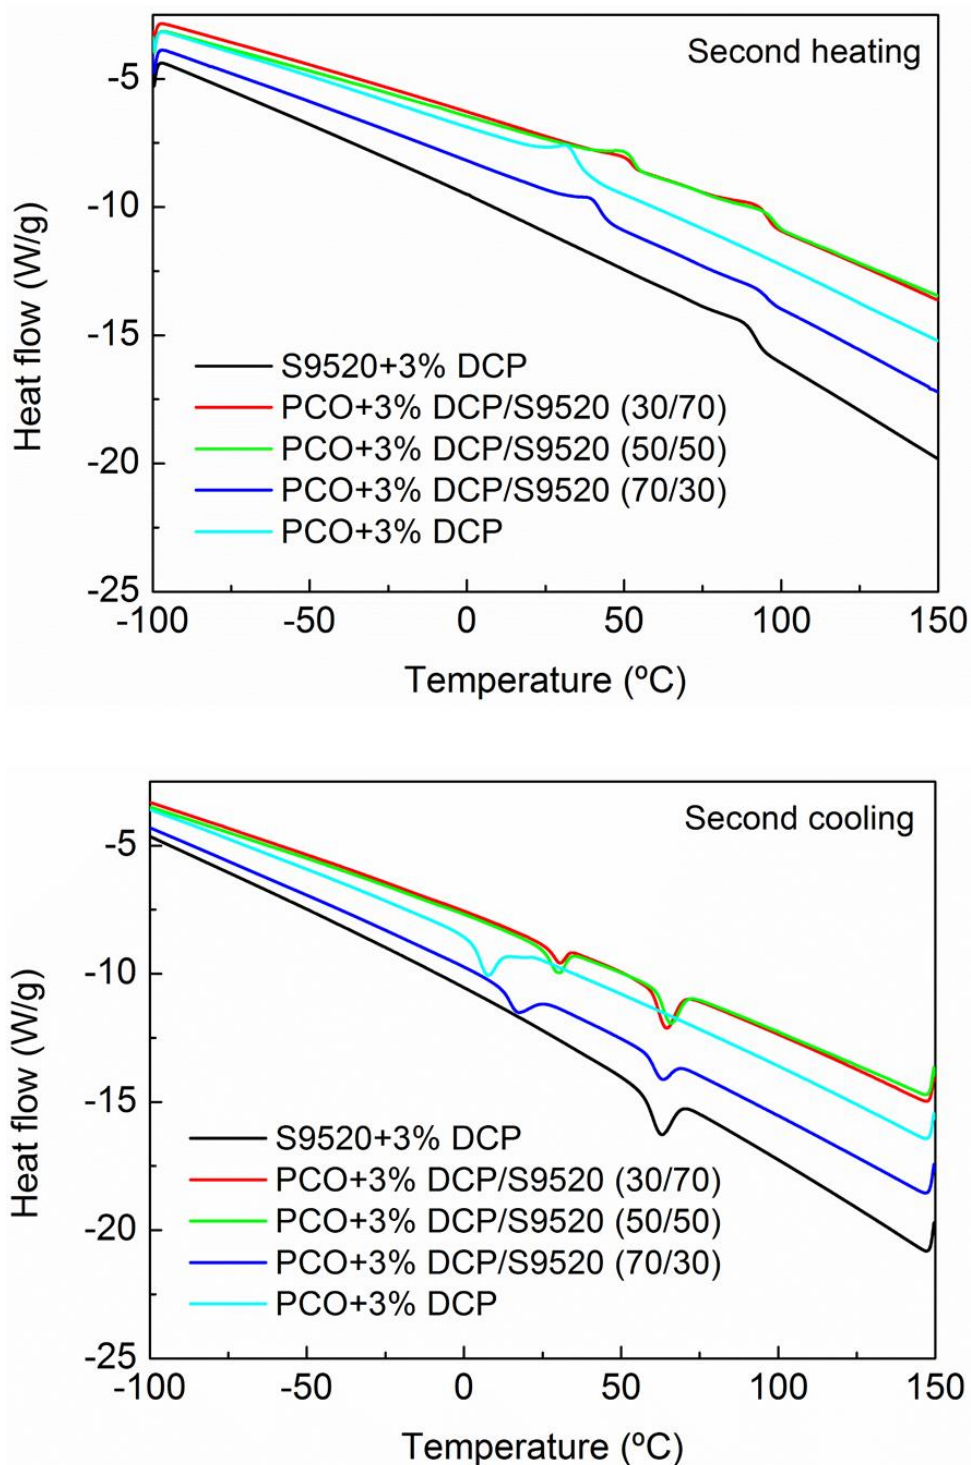 Second heating
-5
-10
-15
-20
-25
Heat flow (W/g)
S9520+3% DCP
PCO+3% DCP/S9520 (30/70)
PCO+3% DCP/S9520 (50/50)
PCO+3% DCP/S9520 (70/30)
PCO+3% DCP
-100 -50 0 50 100 150
Temperature (ºC)
Second cooling
-5
-10
-15
-20
-25
Heat flow (W/g)
S9520+3% DCP
PCO+3% DCP/S9520 (30/70)
PCO+3% DCP/S9520 (50/50)
PCO+3% DCP/S9520 (70/30)
PCO+3% DCP
-100 -50 0 50 100 150
Temperature (ºC)